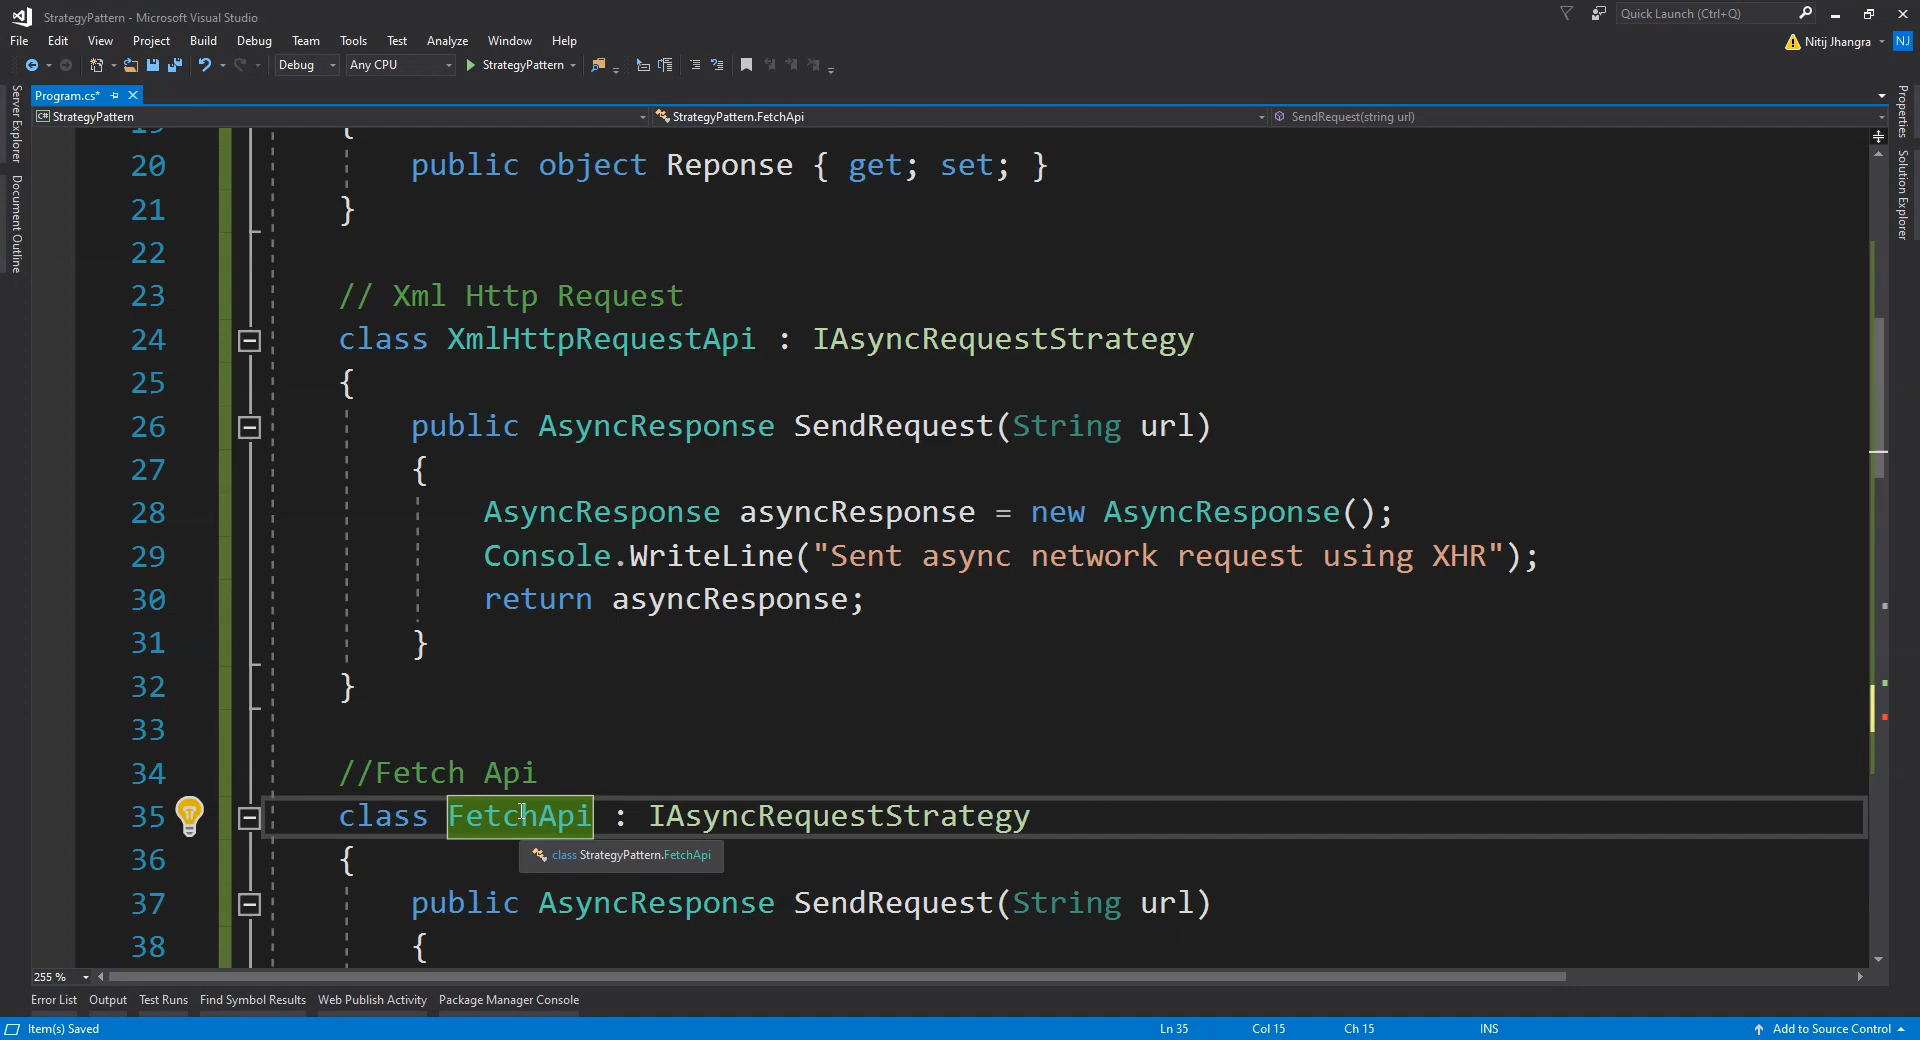 StrategyPattern - Microsoft Visual Studio
Quick Launch (Ctrl+Q)
File Edit View Project Build Debug Team Tools Test Analyze Window Help
Nitij Jhangra NJ
Debug Any CPU StrategyPattern
Program.cs*
C# StrategyPattern StrategyPattern.FetchApi SendRequest(string url)
Server Explorer
Document Outline
Properties
Solution Explorer
19 {
20 public object Reponse { get; set; }
21 }
22
23 // Xml Http Request
24 class XmlHttpRequestApi : IAsyncRequestStrategy
25 {
26 public AsyncResponse SendRequest(String url)
27 {
28 AsyncResponse asyncResponse = new AsyncResponse();
29 Console.WriteLine("Sent async network request using XHR");
30 return asyncResponse;
31 }
32 }
33
34 //Fetch Api
35 class FetchApi : IAsyncRequestStrategy
class StrategyPattern.FetchApi
36 {
37 public AsyncResponse SendRequest(String url)
38 {
255 %
Error List Output Test Runs Find Symbol Results Web Publish Activity Package Manager Console
Item(s) Saved Ln 35 Col 15 Ch 15 INS Add to Source Control